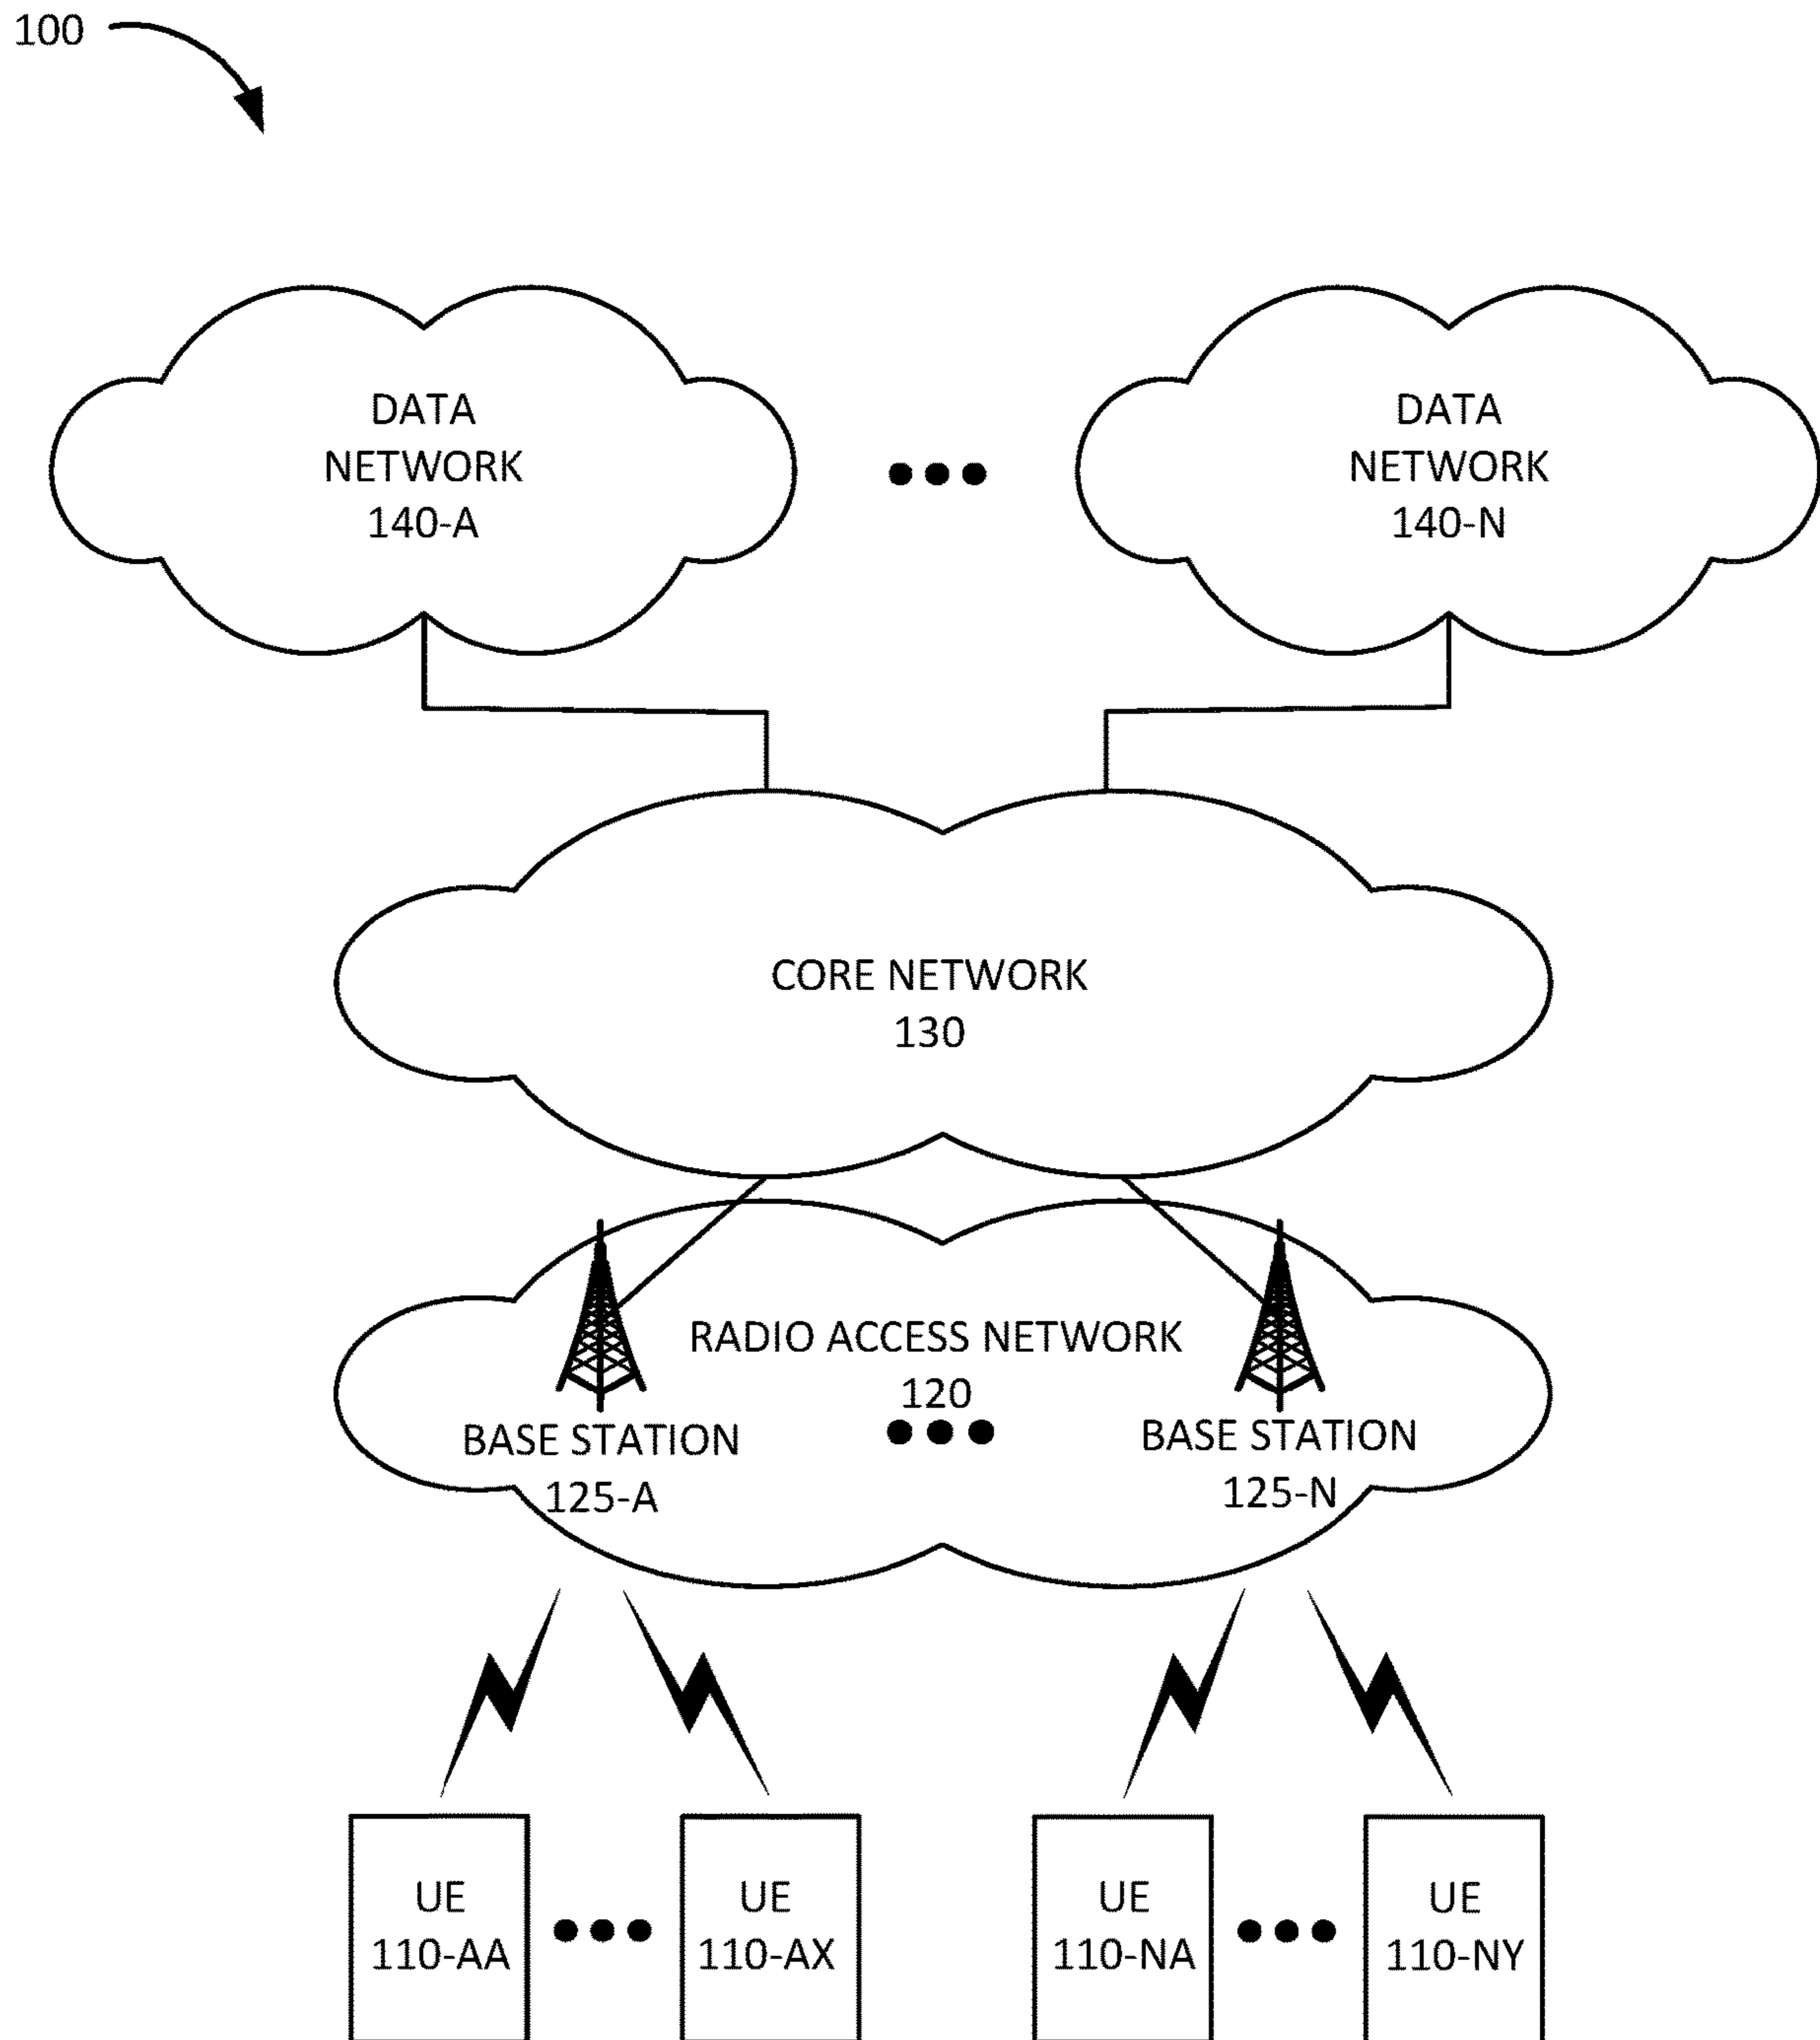 100
DATA
NETWORK
140-A
DATA
NETWORK
140-N
CORE NETWORK
130
RADIO ACCESS NETWORK
120
BASE STATION
125-A
BASE STATION
125-N
UE
110-AA
UE
110-AX
UE
110-NA
UE
110-NY